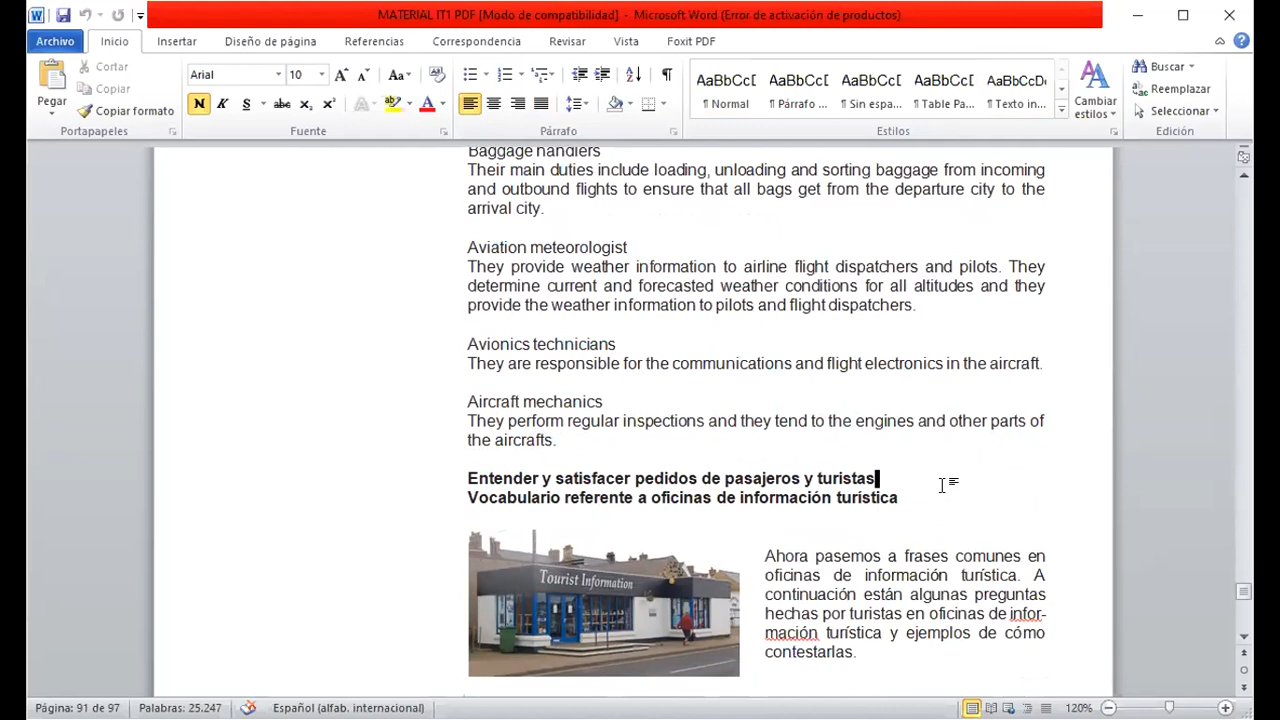 MATERIAL IT1 PDF [Modo de compatibilidad] - Microsoft Word (Error de activación de productos)
Archivo Inicio Insertar Diseño de página Referencias Correspondencia Revisar Vista Foxit PDF
Pegar
Cortar
Copiar
Copiar formato
Portapapeles
Arial 10
Fuente
Párrafo
AaBbCc[ AaBbCc[ AaBbCc[ AaBbCc[ AaBbCcD
¶ Normal ¶ Párrafo ... ¶ Sin espa... ¶ Table Pa... ¶ Texto in...
Cambiar
estilos
Estilos
Buscar
Reemplazar
Seleccionar
Edición
Baggage handlers
Their main duties include loading, unloading and sorting baggage from incoming
and outbound flights to ensure that all bags get from the departure city to the
arrival city.
Aviation meteorologist
They provide weather information to airline flight dispatchers and pilots. They
determine current and forecasted weather conditions for all altitudes and they
provide the weather information to pilots and flight dispatchers.
Avionics technicians
They are responsible for the communications and flight electronics in the aircraft.
Aircraft mechanics
They perform regular inspections and they tend to the engines and other parts of
the aircrafts.
Entender y satisfacer pedidos de pasajeros y turistas
Vocabulario referente a oficinas de información turística
Tourist Information
Ahora pasemos a frases comunes en
oficinas de información turística. A
continuación están algunas preguntas
hechas por turistas en oficinas de infor-
mación turística y ejemplos de cómo
contestarlas.
Página: 91 de 97 Palabras: 25.247 Español (alfab. internacional) 120%